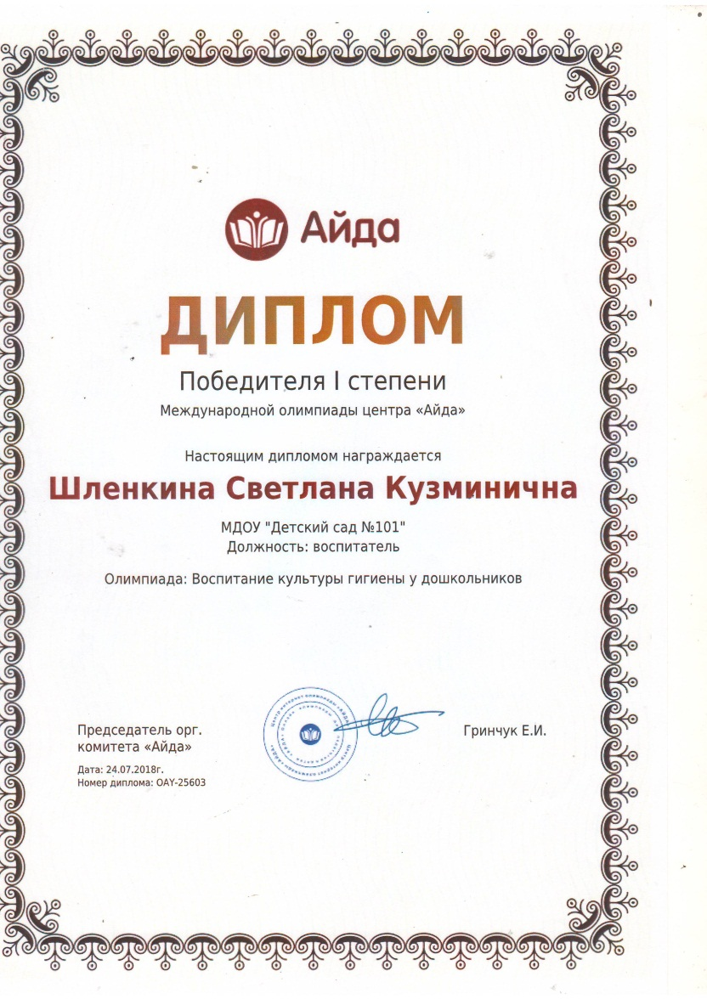 Айда
ДИПЛОМ
Победителя I степени
Международной олимпиады центра «Айда»
Настоящим дипломом награждается
Шленкина Светлана Кузминична
МДОУ "Детский сад №101"
Должность: воспитатель
Олимпиада: Воспитание культуры гигиены у дошкольников
Председатель орг.
комитета «Айда»
Гринчук Е.И.
Дата: 24.07.2018г.
Номер диплома: ОАУ-25603